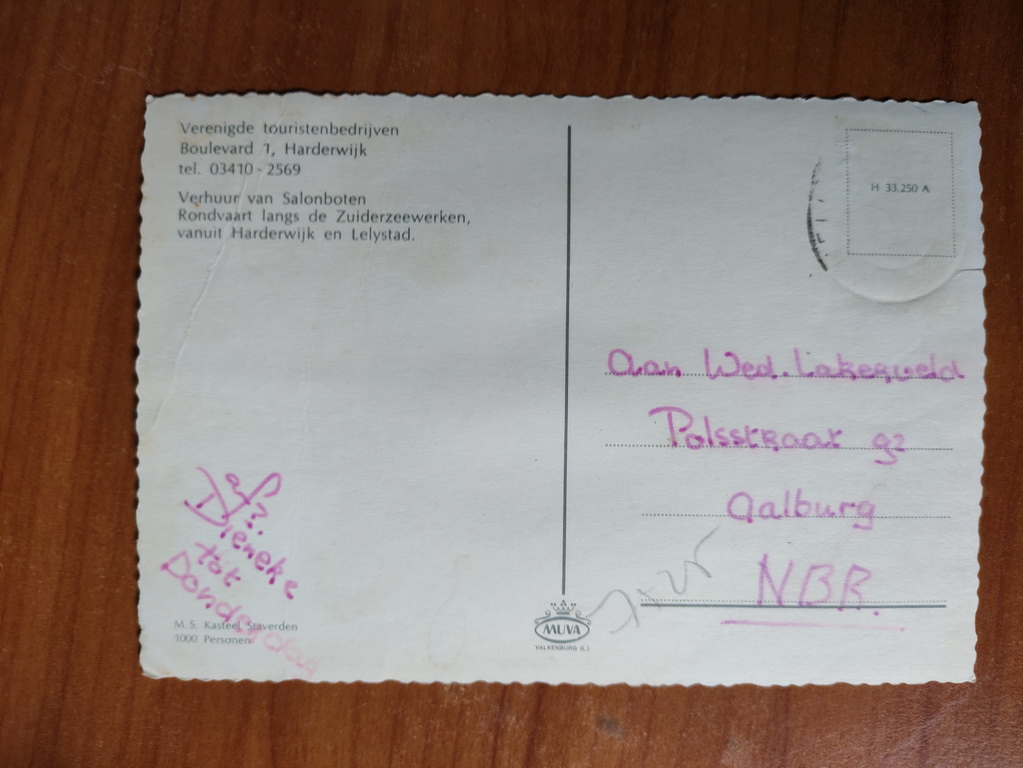 Verenigde touristenbedrijven
Boulevard 1, Harderwijk
tel. 03410-2569
Verhuur van Salonboten
Rondvaart langs de Zuiderzeewerken,
vanuit Harderwijk en Lelystad.
H 33.250 A
Aan Wed. Lakerveld
Polsstraat 92
Aalburg
NBR.
Dieneke
tot
Donderdag
M.S. Kasteel Staverden
1000 Personen
MUVA
VALKENBURG (L.)